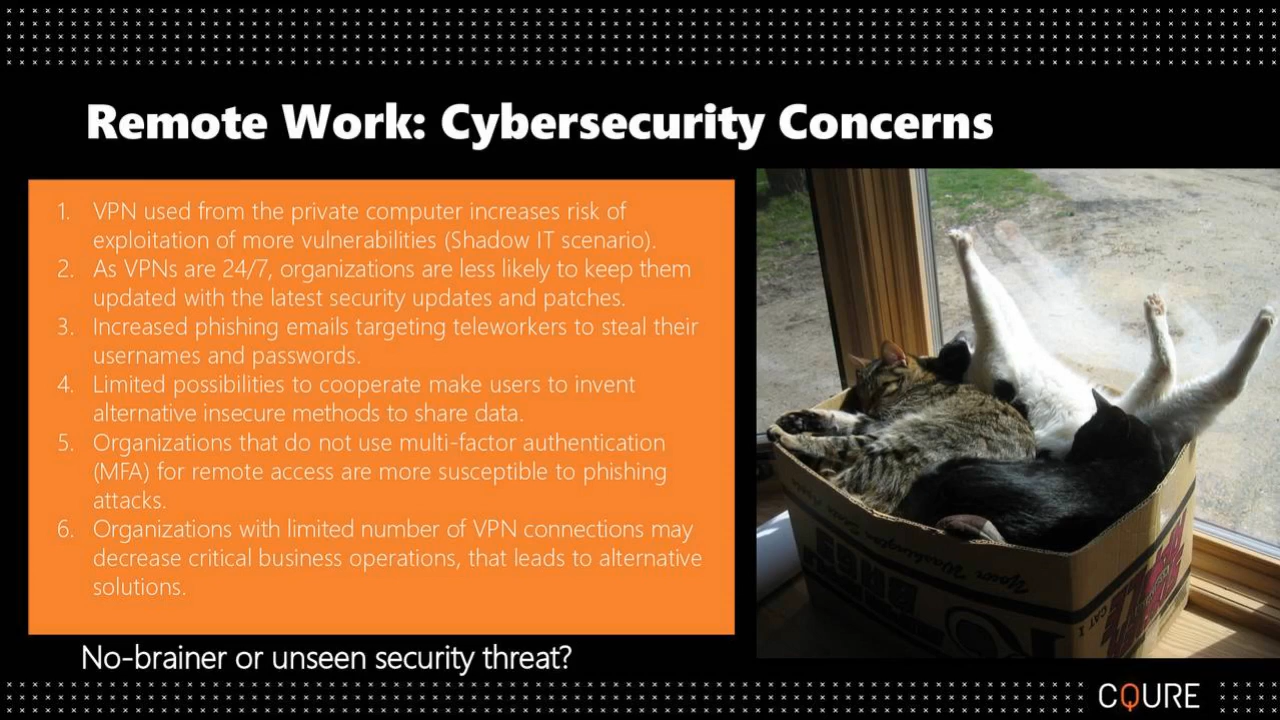 Remote Work: Cybersecurity Concerns
1. VPN used from the private computer increases risk of
exploitation of more vulnerabilities (Shadow IT scenario).
2. As VPNs are 24/7, organizations are less likely to keep them
updated with the latest security updates and patches.
3. Increased phishing emails targeting teleworkers to steal their
usernames and passwords.
4. Limited possibilities to cooperate make users to invent
alternative insecure methods to share data.
5. Organizations that do not use multi-factor authentication
(MFA) for remote access are more susceptible to phishing
attacks.
6. Organizations with limited number of VPN connections may
decrease critical business operations, that leads to alternative
solutions.
No-brainer or unseen security threat?
CQURE